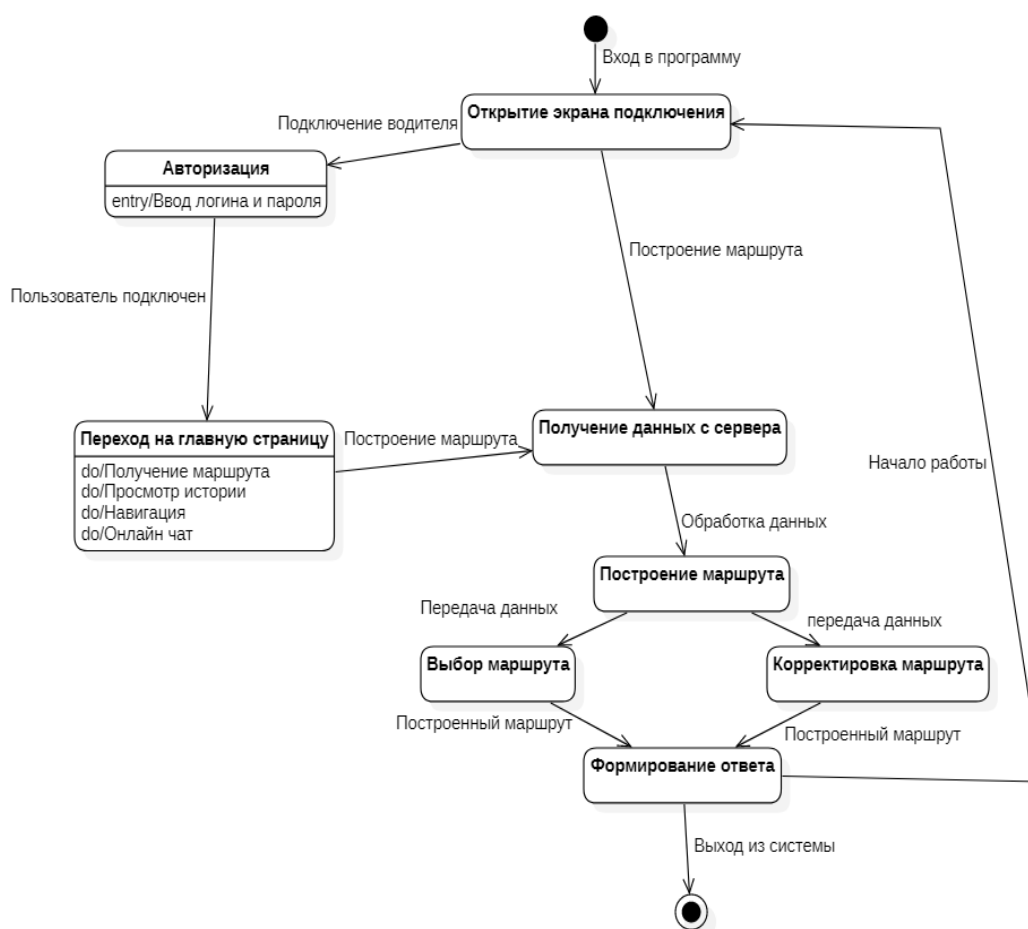 Вход в программу
Открытие экрана подключения
Подключение водителя
Авторизация
entry/Ввод логина и пароля
Построение маршрута
Пользователь подключен
Получение данных с сервера
Переход на главную страницу
Построение маршрута
do/Получение маршрута
do/Просмотр истории
do/Навигация
do/Онлайн чат
Начало работы
Обработка данных
Построение маршрута
Передача данных
передача данных
Выбор маршрута
Корректировка маршрута
Построенный маршрут
Построенный маршрут
Формирование ответа
Выход из системы